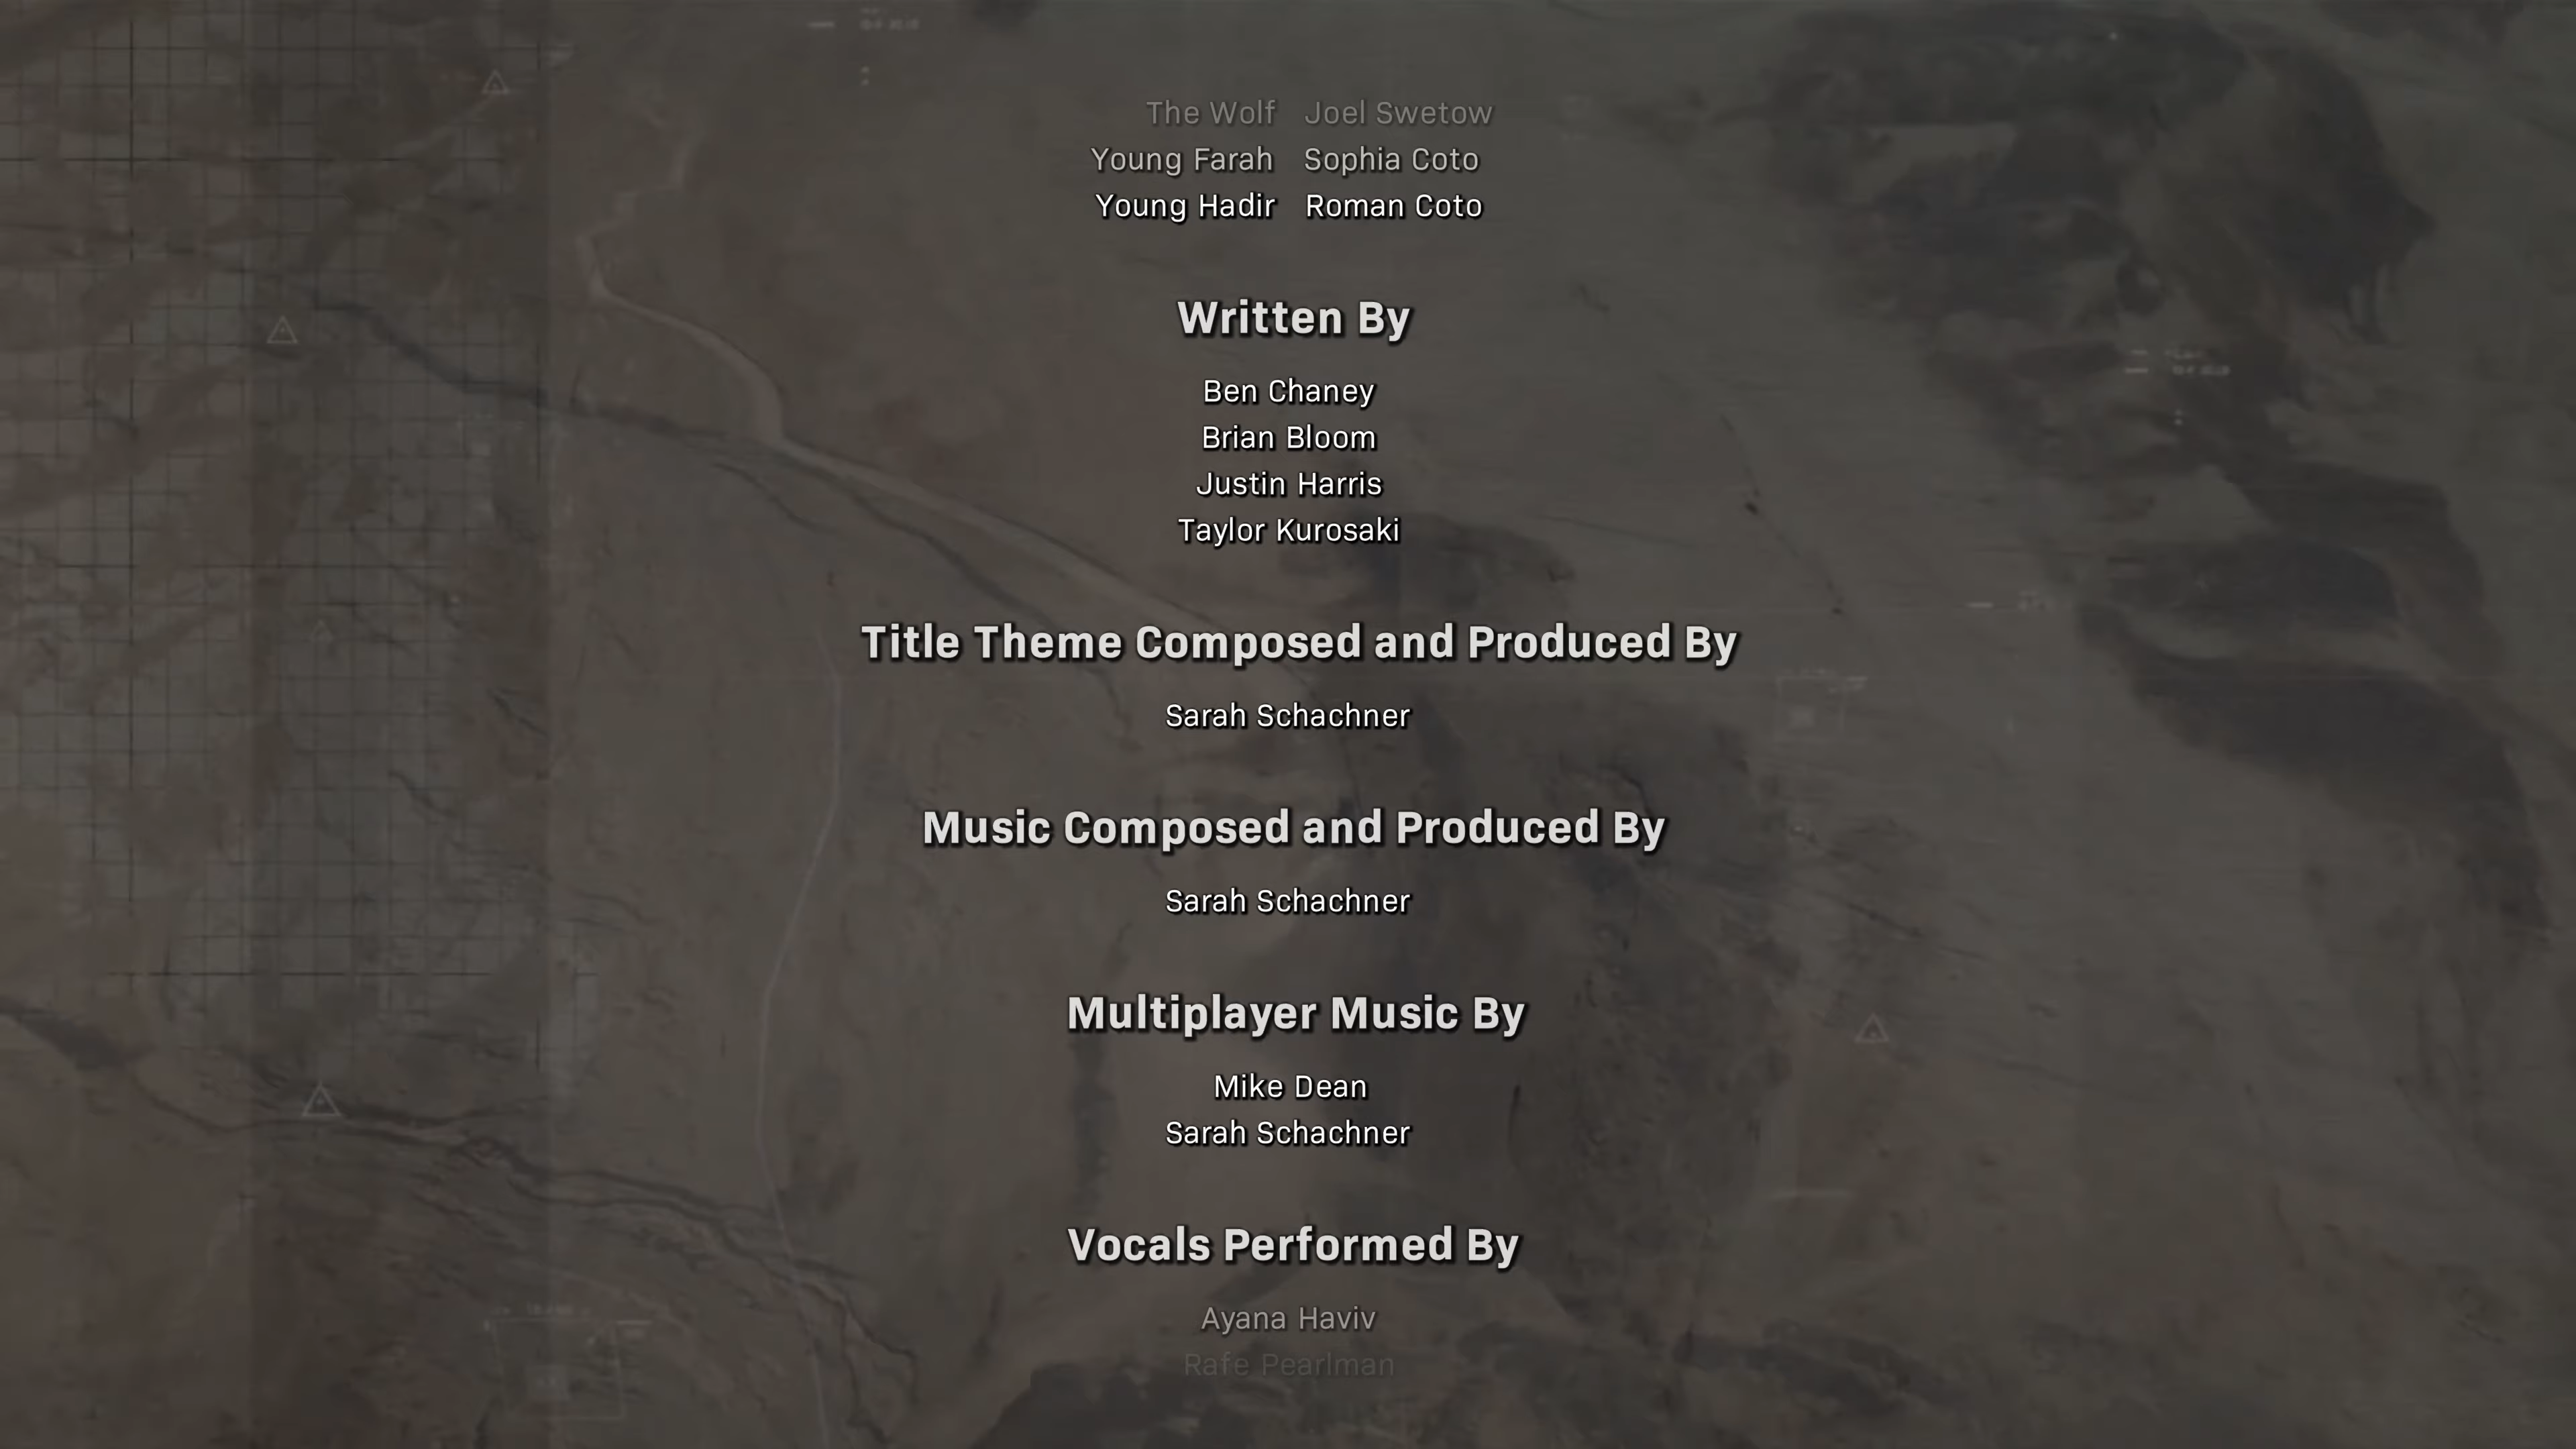 The Wolf Joel Swetow
Young Farah Sophia Coto
Young Hadir Roman Coto
Written By
Ben Chaney
Brian Bloom
Justin Harris
Taylor Kurosaki
Title Theme Composed and Produced By
Sarah Schachner
Music Composed and Produced By
Sarah Schachner
Multiplayer Music By
Mike Dean
Sarah Schachner
Vocals Performed By
Ayana Haviv
Rafe Pearlman